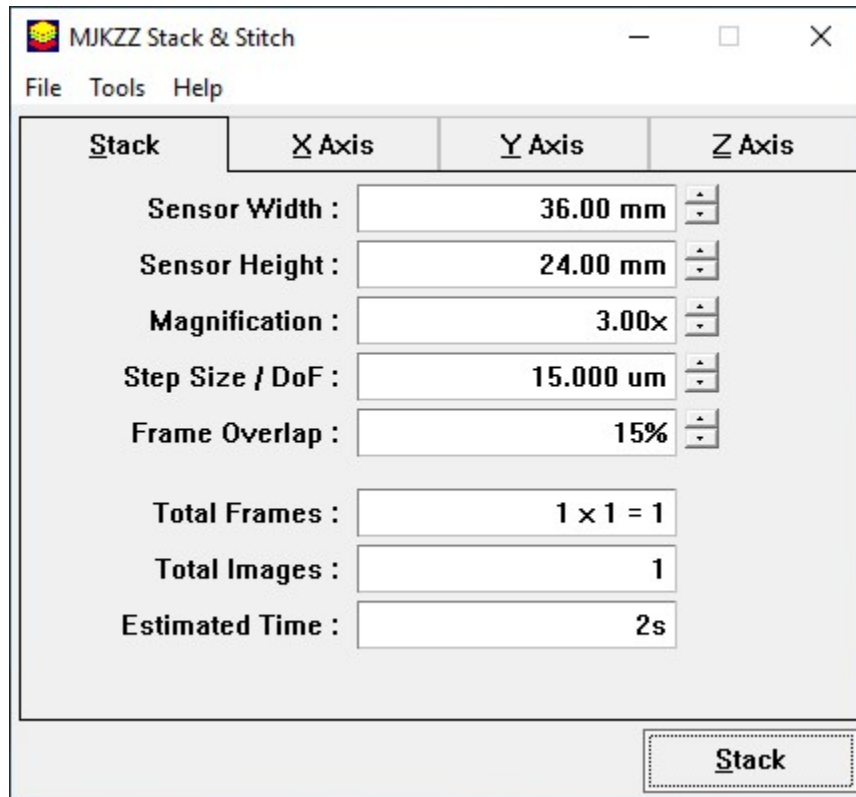 MJKZZ Stack & Stitch
File Tools Help
Stack X Axis Y Axis Z Axis
Sensor Width : 36.00 mm
Sensor Height : 24.00 mm
Magnification : 3.00x
Step Size / DoF : 15.000 um
Frame Overlap : 15%
Total Frames : 1 x 1 = 1
Total Images : 1
Estimated Time : 2s
Stack